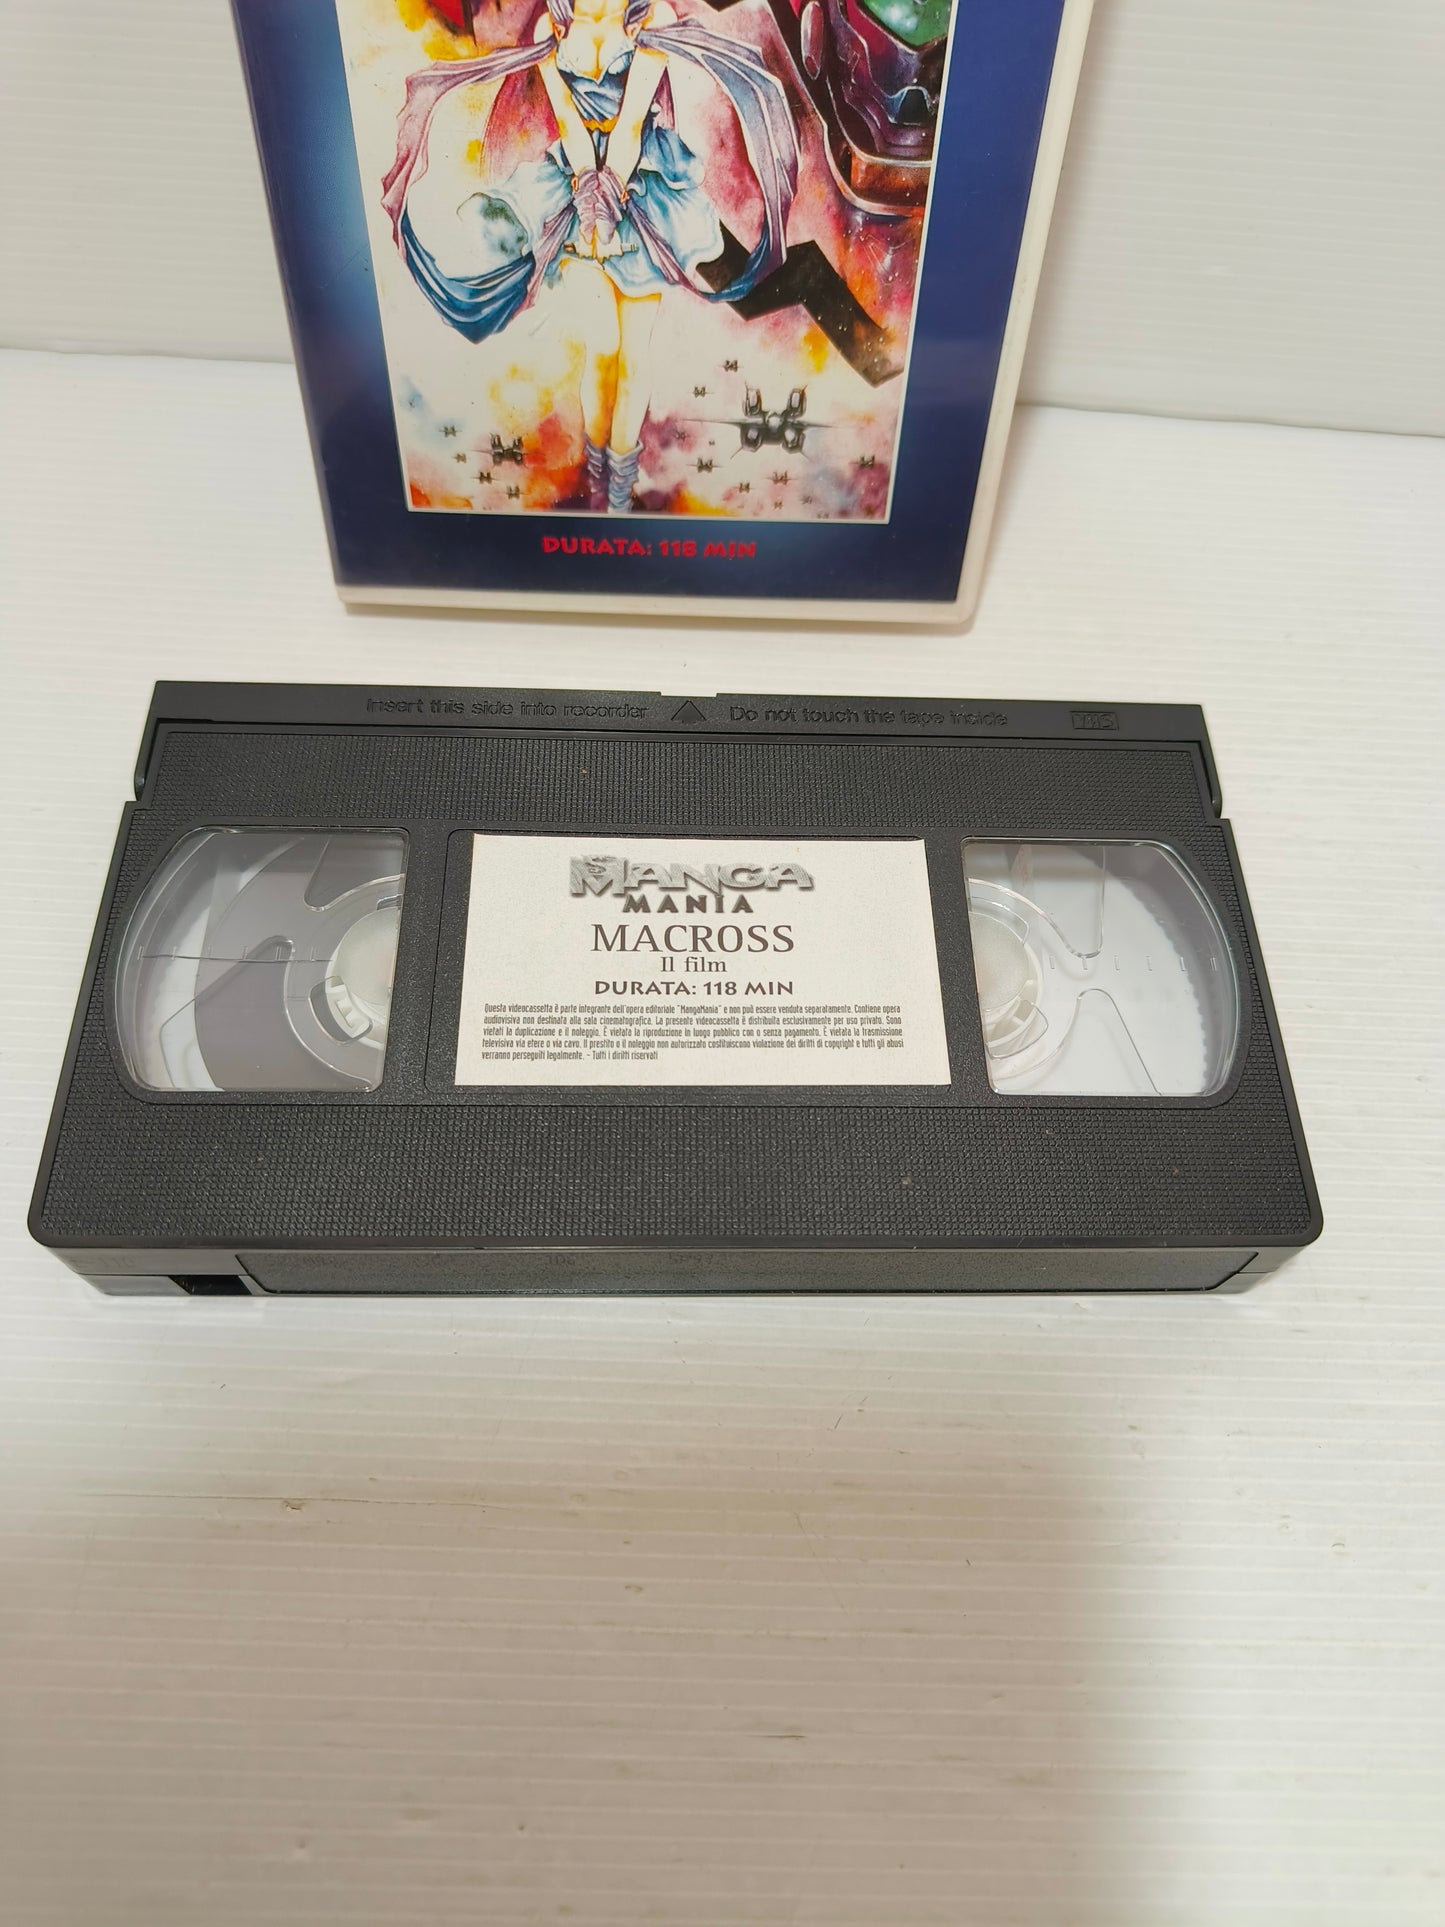 DURATA: 118 MIN
Insert this side into recorder Do not touch the tape inside VHS
MANGA
MANIA
MACROSS
Il film
DURATA: 118 MIN
Questa videocassetta è parte integrante dell'opera editoriale "MangaMania" e non può essere venduta separatamente. Contiene opera
audiovisiva non destinata alla sala cinematografica. La presente videocassetta è distribuita esclusivamente per uso privato. Sono
vietati la duplicazione e il noleggio. È vietata la riproduzione in luogo pubblico con o senza pagamento. È vietata la trasmissione
televisiva via etere o via cavo. Il prestito o il noleggio non autorizzato costituiscono violazione dei diritti di copyright e tutti gli abusi
verranno perseguiti legalmente. - Tutti i diritti riservati